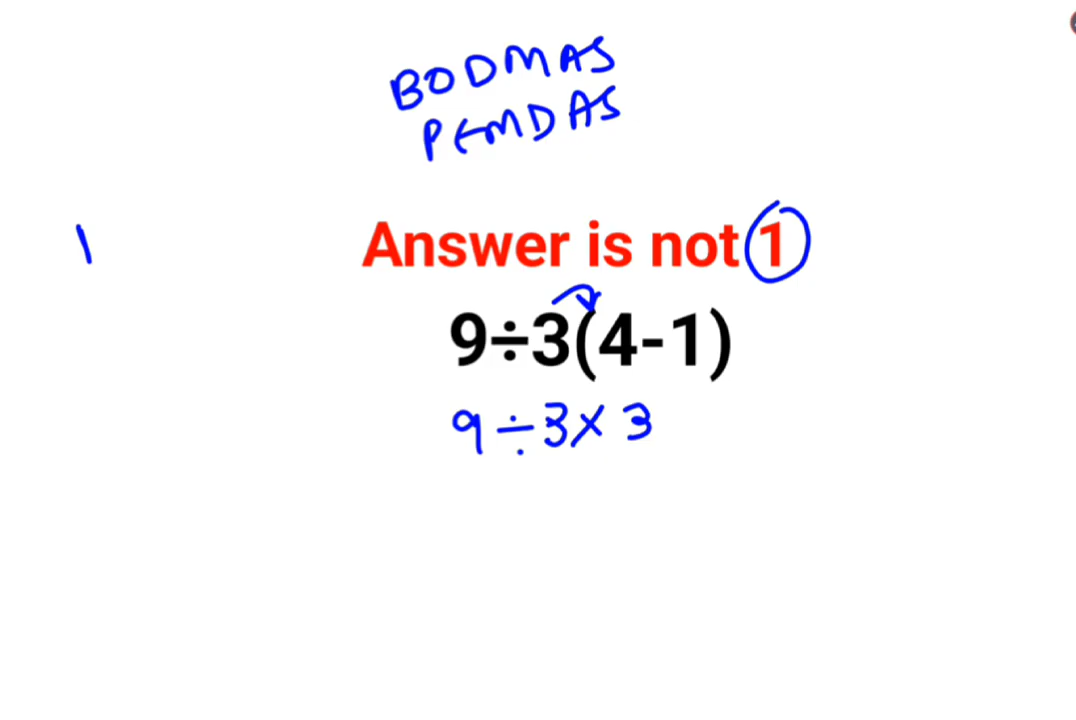 BODMAS
PEMDAS
1
Answer is not 1
9÷3(4-1)
9÷3×3